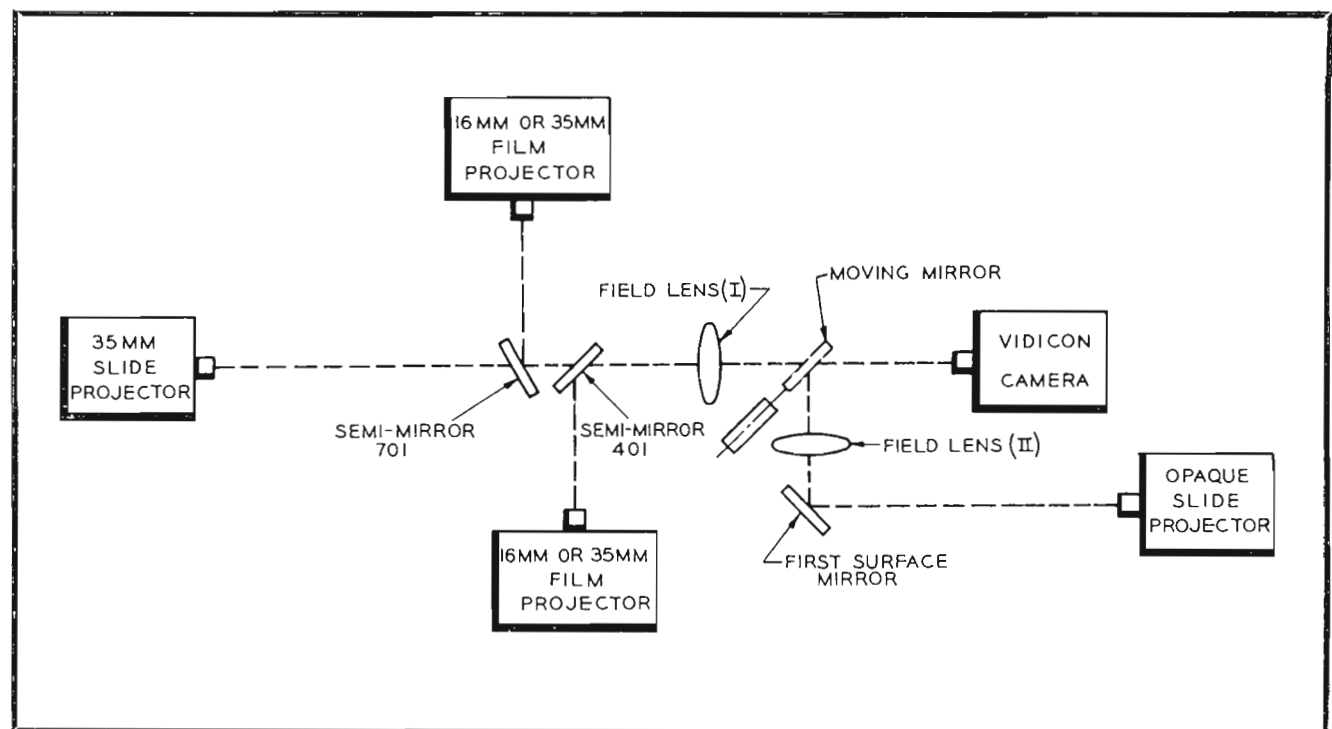 16MM OR 35MM
FILM
PROJECTOR
MOVING MIRROR
FIELD LENS(I)
35MM
SLIDE
PROJECTOR
VIDICON
CAMERA
SEMI-MIRROR
701
SEMI-MIRROR
401
FIELD LENS(II)
OPAQUE
SLIDE
PROJECTOR
16MM OR 35MM
FILM
PROJECTOR
FIRST SURFACE
MIRROR